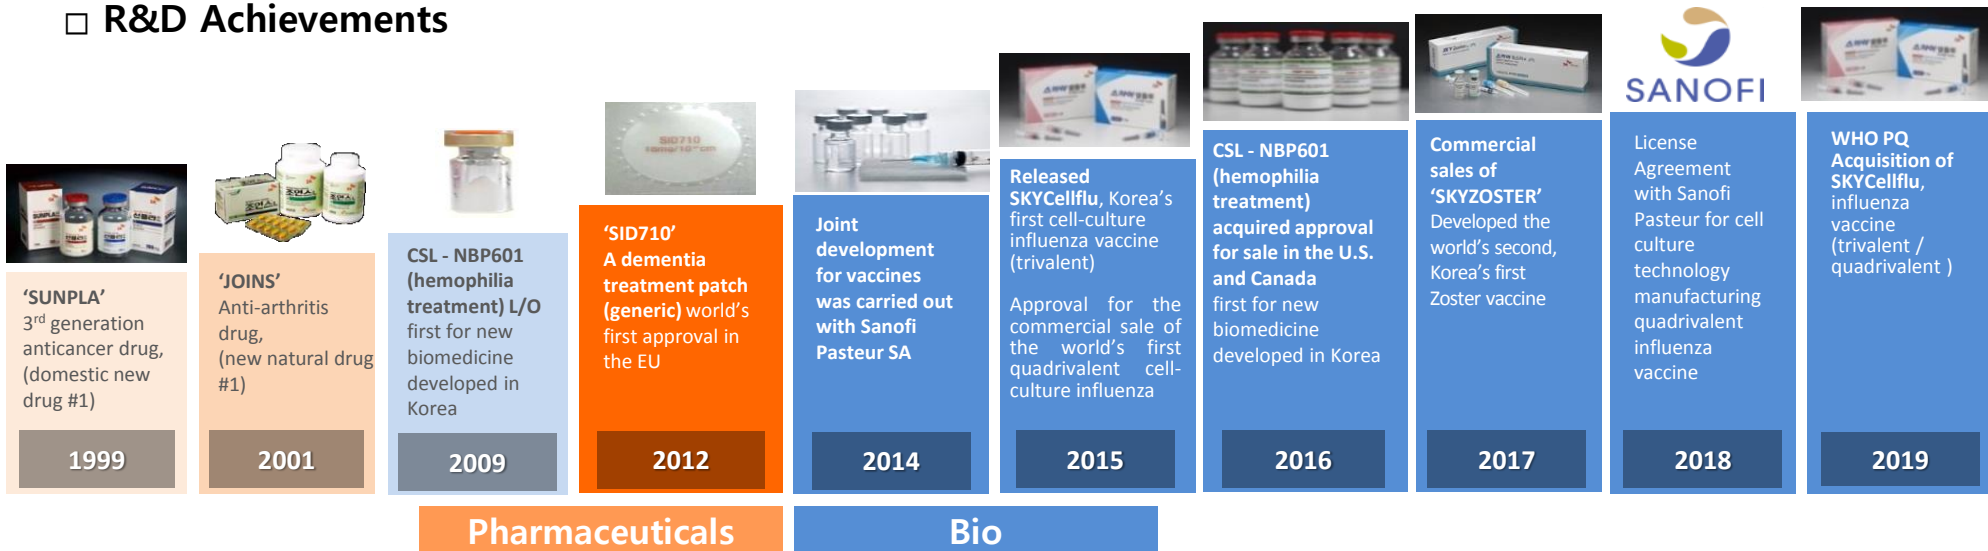 □ R&D Achievements
SANOFI
SID710
SUNPLA
'SUNPLA'
3rd generation
anticancer drug,
(domestic new
drug #1)
1999
'JOINS'
Anti-arthritis
drug,
(new natural drug
#1)
2001
CSL - NBP601
(hemophilia
treatment) L/O
first for new
biomedicine
developed in
Korea
2009
'SID710'
A dementia
treatment patch
(generic) world's
first approval in
the EU
2012
Joint
development
for vaccines
was carried out
with Sanofi
Pasteur SA
2014
Released
SKYCellflu, Korea's
first cell-culture
influenza vaccine
(trivalent)
Approval for the
commercial sale of
the world's first
quadrivalent cell-
culture influenza
2015
CSL - NBP601
(hemophilia
treatment)
acquired approval
for sale in the U.S.
and Canada
first for new
biomedicine
developed in Korea
2016
Commercial
sales of
'SKYZOSTER'
Developed the
world's second,
Korea's first
Zoster vaccine
2017
License
Agreement
with Sanofi
Pasteur for cell
culture
technology
manufacturing
quadrivalent
influenza
vaccine
2018
WHO PQ
Acquisition of
SKYCellflu,
influenza
vaccine
(trivalent /
quadrivalent )
2019
Pharmaceuticals
Bio